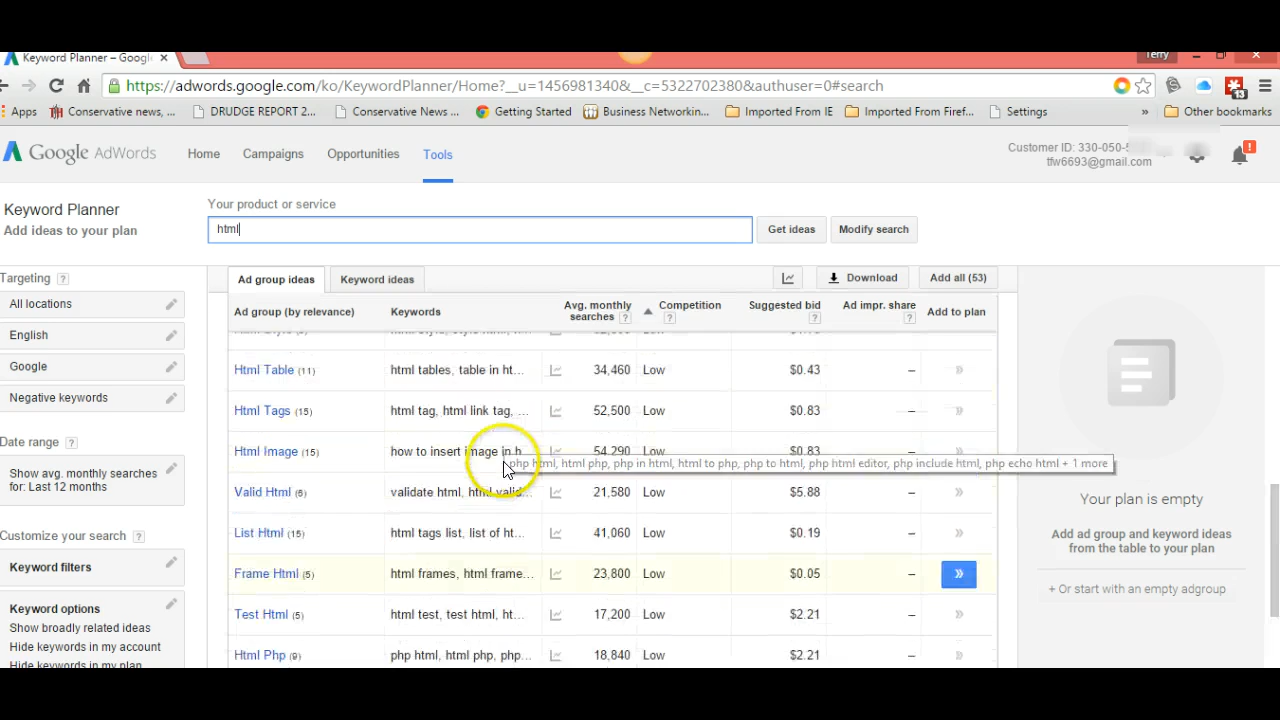 Keyword Planner – Googl
Terry
https://adwords.google.com/ko/KeywordPlanner/Home?__u=1456981340&__c=5322702380&authuser=0#search
13
Apps
Conservative news, ...
DRUDGE REPORT 2...
Conservative News ...
Getting Started
Business Networkin...
Imported From IE
Imported From Firef...
Settings
»
Other bookmarks
Google AdWords
Home
Campaigns
Opportunities
Tools
Customer ID: 330-050-
tfw6693@gmail.com
!
Keyword Planner
Add ideas to your plan
Your product or service
html
Get ideas
Modify search
Targeting ?
All locations
English
Google
Negative keywords
Date range ?
Show avg. monthly searches
for: Last 12 months
Customize your search ?
Keyword filters
Keyword options
Show broadly related ideas
Hide keywords in my account
Hide keywords in my plan
Ad group ideas
Keyword ideas
Download
Add all (53)
Ad group (by relevance)
Keywords
Avg. monthly
searches ?
Competition
?
Suggested bid
?
Ad impr. share
?
Add to plan
Html Table (11) html tables, table in ht... 34,460 Low $0.43 – »
Html Tags (15) html tag, html link tag, ... 52,500 Low $0.83 – »
Html Image (15) how to insert image in h 54,290 Low $0.83 – »
php html, html php, php in html, html to php, php to html, php html editor, php include html, php echo html + 1 more
Valid Html (8) validate html, html valid... 21,580 Low $5.88 – »
List Html (15) html tags list, list of ht... 41,060 Low $0.19 – »
Frame Html (5) html frames, html frame... 23,800 Low $0.05 – »
Test Html (5) html test, test html, ht... 17,200 Low $2.21 – »
Html Php (9) php html, html php, php... 18,840 Low $2.21 – »
Your plan is empty
Add ad group and keyword ideas
from the table to your plan
+ Or start with an empty adgroup